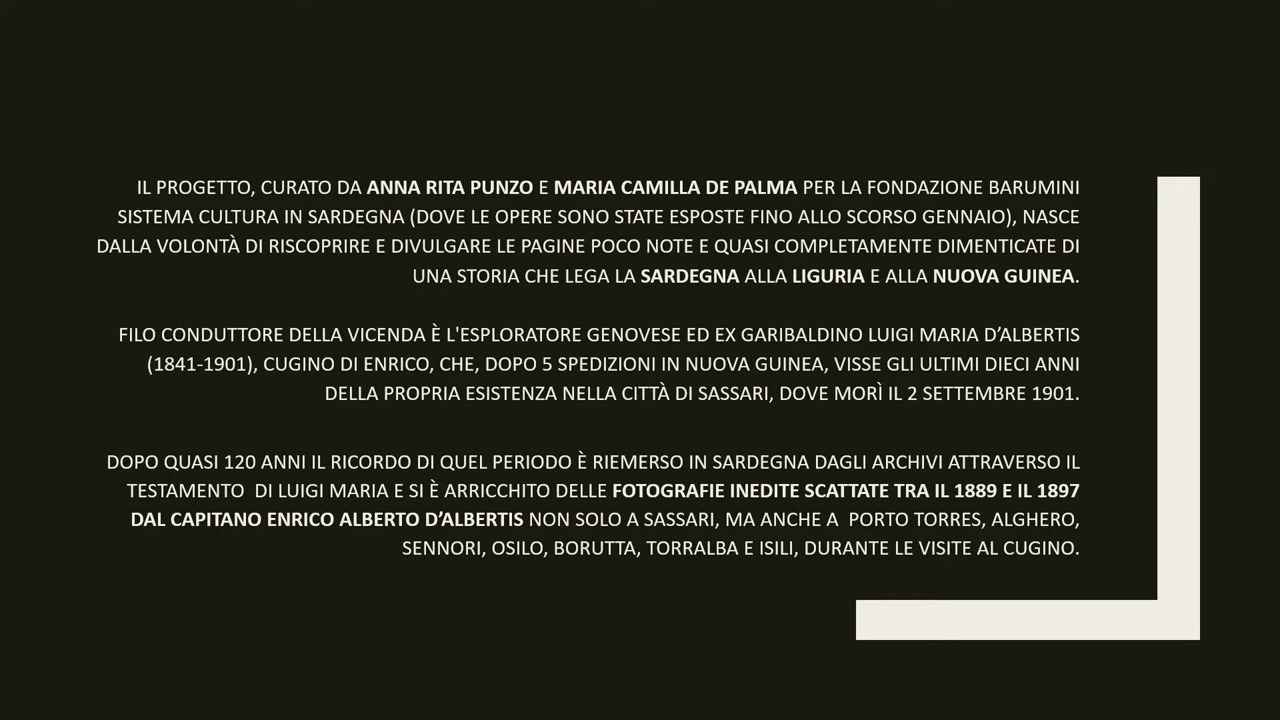 IL PROGETTO, CURATO DA ANNA RITA PUNZO E MARIA CAMILLA DE PALMA PER LA FONDAZIONE BARUMINI
SISTEMA CULTURA IN SARDEGNA (DOVE LE OPERE SONO STATE ESPOSTE FINO ALLO SCORSO GENNAIO), NASCE
DALLA VOLONTÀ DI RISCOPRIRE E DIVULGARE LE PAGINE POCO NOTE E QUASI COMPLETAMENTE DIMENTICATE DI
UNA STORIA CHE LEGA LA SARDEGNA ALLA LIGURIA E ALLA NUOVA GUINEA.
FILO CONDUTTORE DELLA VICENDA È L'ESPLORATORE GENOVESE ED EX GARIBALDINO LUIGI MARIA D’ALBERTIS
(1841-1901), CUGINO DI ENRICO, CHE, DOPO 5 SPEDIZIONI IN NUOVA GUINEA, VISSE GLI ULTIMI DIECI ANNI
DELLA PROPRIA ESISTENZA NELLA CITTÀ DI SASSARI, DOVE MORÌ IL 2 SETTEMBRE 1901.
DOPO QUASI 120 ANNI IL RICORDO DI QUEL PERIODO È RIEMERSO IN SARDEGNA DAGLI ARCHIVI ATTRAVERSO IL
TESTAMENTO  DI LUIGI MARIA E SI È ARRICCHITO DELLE FOTOGRAFIE INEDITE SCATTATE TRA IL 1889 E IL 1897
DAL CAPITANO ENRICO ALBERTO D’ALBERTIS NON SOLO A SASSARI, MA ANCHE A  PORTO TORRES, ALGHERO,
SENNORI, OSILO, BORUTTA, TORRALBA E ISILI, DURANTE LE VISITE AL CUGINO.